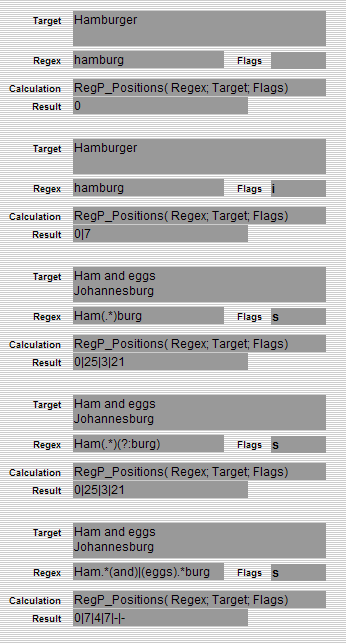 Target Hamburger
Regex hamburg Flags
Calculation RegP_Positions( Regex; Target; Flags)
Result 0
Target Hamburger
Regex hamburg Flags i
Calculation RegP_Positions( Regex; Target; Flags)
Result 0|7
Target Ham and eggs
Johannesburg
Regex Ham(.*)burg Flags s
Calculation RegP_Positions( Regex; Target; Flags)
Result 0|25|3|21
Target Ham and eggs
Johannesburg
Regex Ham(.*)(?:burg) Flags s
Calculation RegP_Positions( Regex; Target; Flags)
Result 0|25|3|21
Target Ham and eggs
Johannesburg
Regex Ham.*(and)|(eggs).*burg Flags s
Calculation RegP_Positions( Regex; Target; Flags)
Result 0|7|4|7|-|-